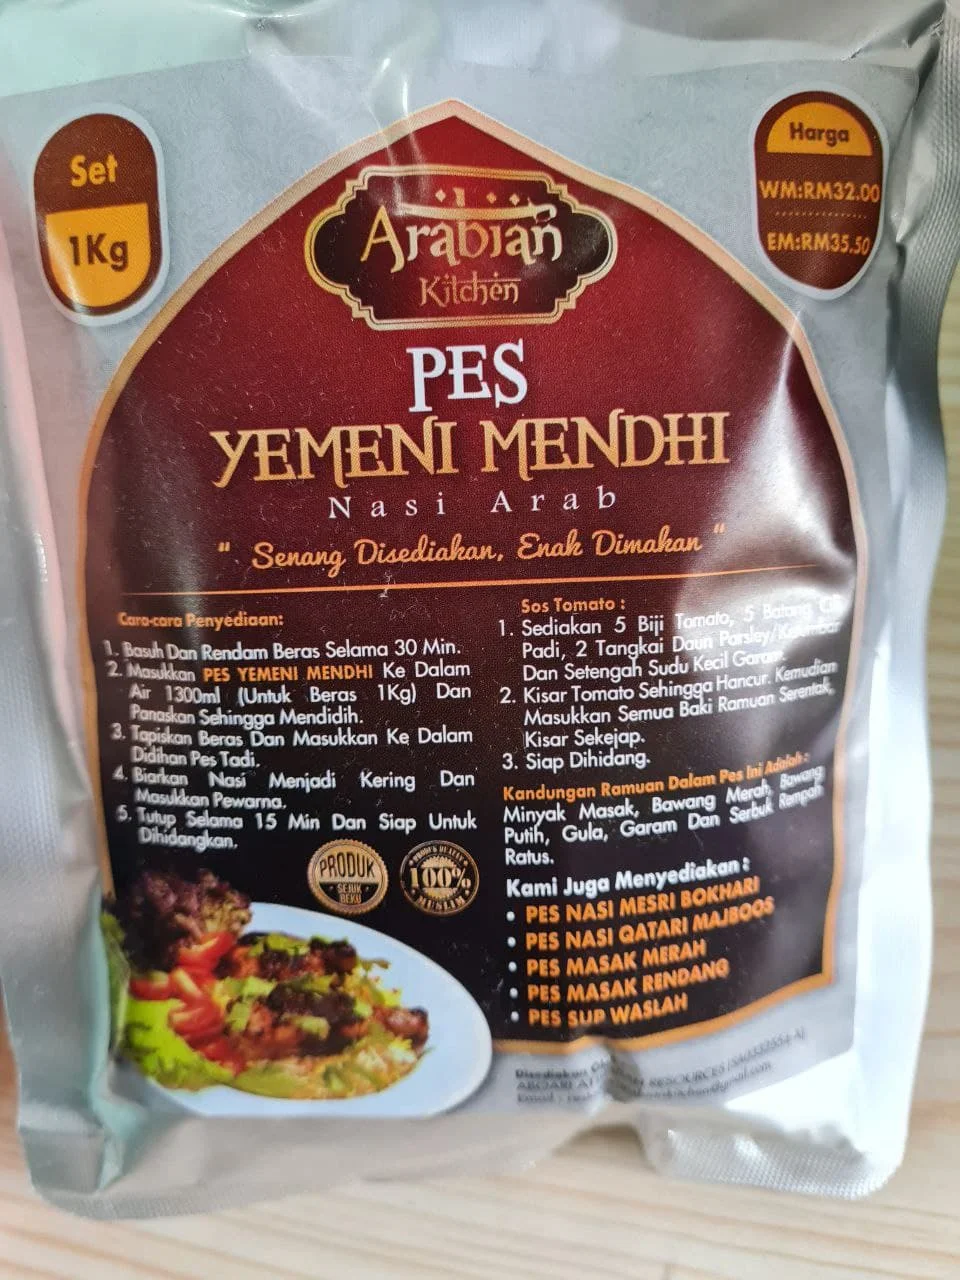 Set
1Kg
Harga
WM:RM32.00
EM:RM35.50
Arabian
Kitchen
PES
YEMENI MENDHI
Nasi Arab
" Senang Disediakan, Enak Dimakan "
Cara-cara Penyediaan:
1. Basuh Dan Rendam Beras Selama 30 Min.
2. Masukkan PES YEMENI MENDHI Ke Dalam
Air 1300ml (Untuk Beras 1Kg) Dan
Panaskan Sehingga Mendidih.
3. Tapiskan Beras Dan Masukkan Ke Dalam
Didihan Pes Tadi.
4. Biarkan Nasi Menjadi Kering Dan
Masukkan Pewarna.
5. Tutup Selama 15 Min Dan Siap Untuk
Dihidangkan.
PRODUK
SEJUK
BEKU
100%
MUSLIM
Sos Tomato :
1. Sediakan 5 Biji Tomato, 5 Batang Cili
Padi, 2 Tangkai Daun Parsley/Ketumbar
Dan Setengah Sudu Kecil Garam.
2. Kisar Tomato Sehingga Hancur. Kemudian
Masukkan Semua Baki Ramuan Serentak,
Kisar Sekejap.
3. Siap Dihidang.
Kandungan Ramuan Dalam Pes Ini Adalah :
Minyak Masak, Bawang Merah, Bawang
Putih, Gula, Garam Dan Serbuk Rempah
Ratus.
Kami Juga Menyediakan :
• PES NASI MESRI BOKHARI
• PES NASI QATARI MAJBOOS
• PES MASAK MERAH
• PES MASAK RENDANG
• PES SUP WASLAH
Disediakan Oleh
RESOURCES
Email :